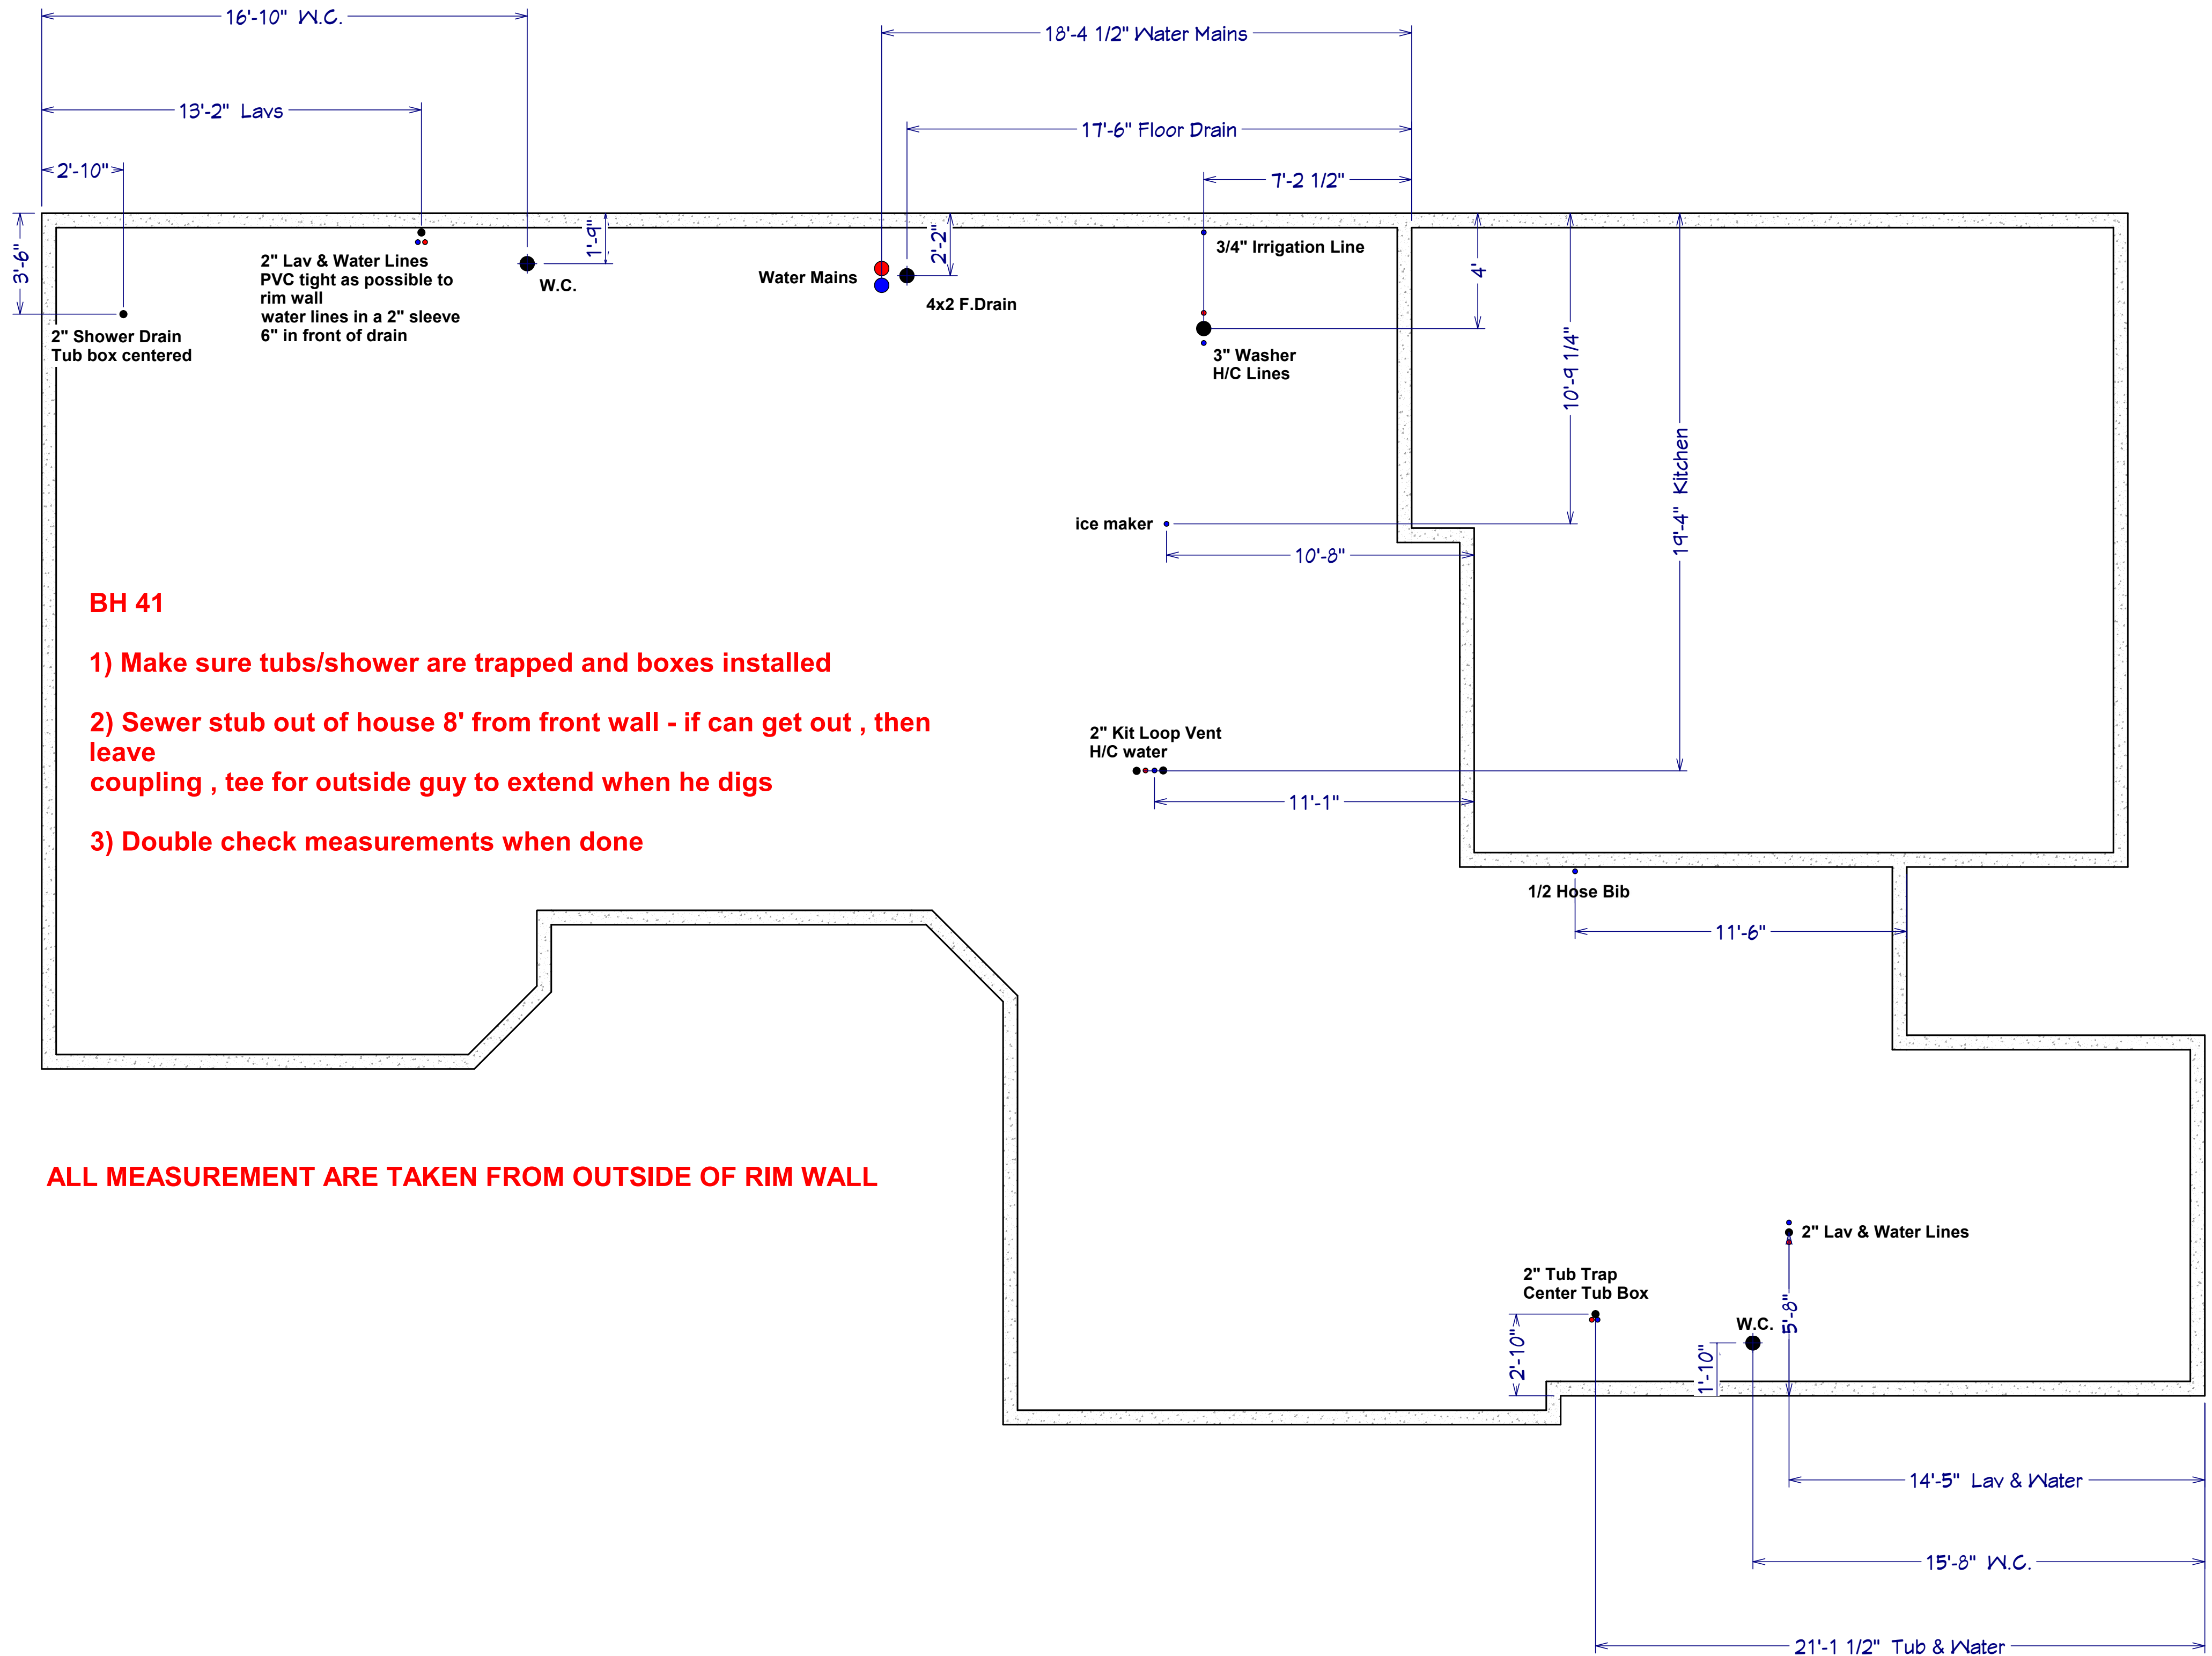 16'-10" W.C.
18'-4 1/2" Water Mains
13'-2" Lavs
17'-6" Floor Drain
2'-10"
7'-2 1/2"
3'-6"
1'-9"
2'-2"
4'
3/4" Irrigation Line
2" Lav & Water Lines
PVC tight as possible to
rim wall
water lines in a 2" sleeve
6" in front of drain
W.C.
Water Mains
4x2 F.Drain
2" Shower Drain
Tub box centered
3" Washer
H/C Lines
10'-9 1/4"
19'-4" Kitchen
ice maker
10'-8"
BH 41
1) Make sure tubs/shower are trapped and boxes installed
2) Sewer stub out of house 8' from front wall - if can get out , then
leave
coupling , tee for outside guy to extend when he digs
3) Double check measurements when done
2" Kit Loop Vent
H/C water
11'-1"
1/2 Hose Bib
11'-6"
ALL MEASUREMENT ARE TAKEN FROM OUTSIDE OF RIM WALL
2" Lav & Water Lines
2" Tub Trap
Center Tub Box
W.C.
5'-8"
2'-10"
1'-10"
14'-5" Lav & Water
15'-8" W.C.
21'-1 1/2" Tub & Water